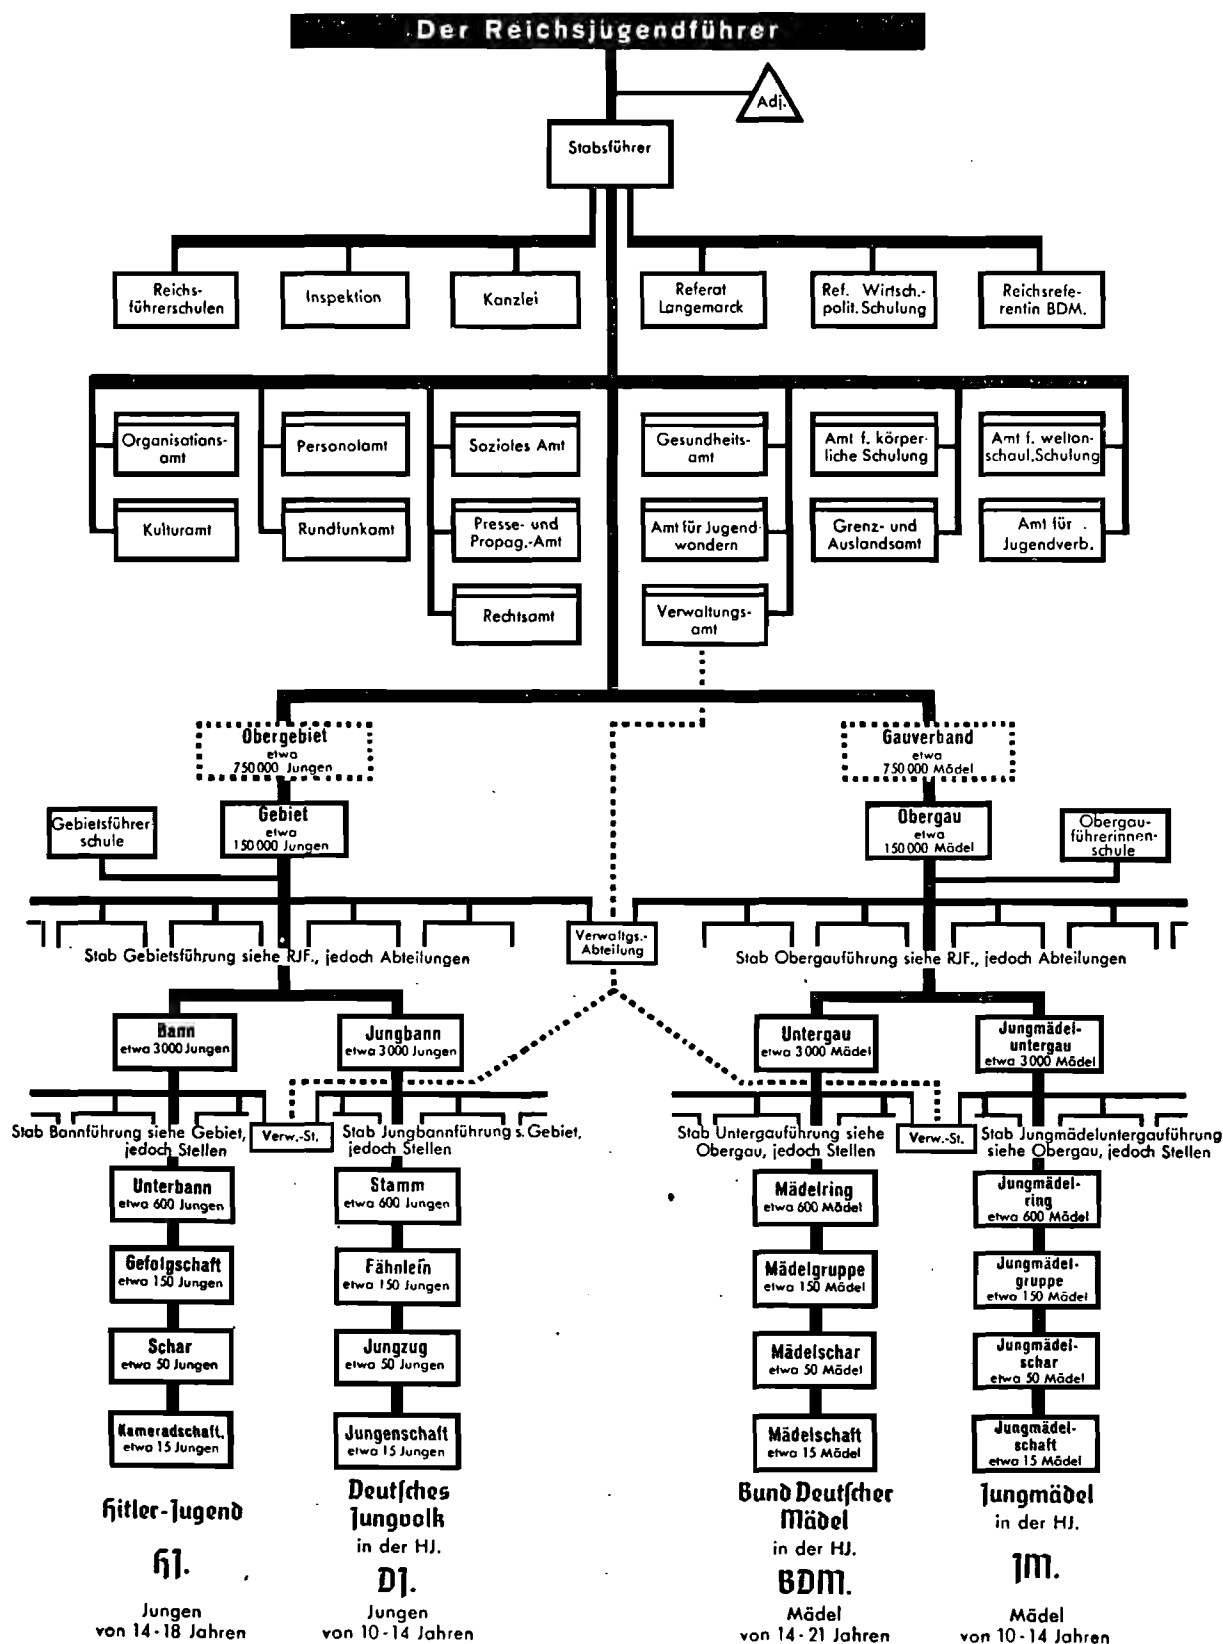 Der Reichsjugendführer
Adj.
Stabsführer
Reichs-
führerschulen
Inspektion
Kanzlei
Referat
Langemarck
Ref. Wirtsch.-
polit. Schulung
Reichsrefe-
rentin BDM.
Organisations-
amt
Personalamt
Soziales Amt
Gesundheits-
amt
Amt f. körper-
liche Schulung
Amt f. weltan-
schaul. Schulung
Kulturamt
Rundfunkamt
Presse- und
Propag.-Amt
Amt für Jugend-
wandern
Grenz- und
Auslandsamt
Amt für
Jugendverb.
Rechtsamt
Verwaltungs-
amt
Obergebiet
etwa
750000 Jungen
Gauverband
etwa
750000 Mädel
Gebietsführer-
schule
Gebiet
etwa
150000 Jungen
Obergau
etwa
150000 Mädel
Obergau-
führerinnen-
schule
Verwaltgs.-
Abteilung
Stab Gebietsführung siehe RJF., jedoch Abteilungen
Stab Obergauführung siehe RJF., jedoch Abteilungen
Bann
etwa 3000 Jungen
Jungbann
etwa 3000 Jungen
Untergau
etwa 3000 Mädel
Jungmädel-
untergau
etwa 3000 Mädel
Stab Bannführung siehe Gebiet,
jedoch Stellen
Verw.-St.
Stab Jungbannführung s. Gebiet,
jedoch Stellen
Stab Untergauführung siehe
Obergau, jedoch Stellen
Verw.-St.
Stab Jungmädeluntergauführung
siehe Obergau, jedoch Stellen
Unterbann
etwa 600 Jungen
Stamm
etwa 600 Jungen
Mädelring
etwa 600 Mädel
Jungmädel-
ring
etwa 600 Mädel
Gefolgschaft
etwa 150 Jungen
Fähnlein
etwa 150 Jungen
Mädelgruppe
etwa 150 Mädel
Jungmädel-
gruppe
etwa 150 Mädel
Schar
etwa 50 Jungen
Jungzug
etwa 50 Jungen
Mädelschar
etwa 50 Mädel
Jungmädel-
schar
etwa 50 Mädel
Kameradschaft.
etwa 15 Jungen
Jungenschaft
etwa 15 Jungen
Mädelschaft
etwa 15 Mädel
Jungmädel-
schaft
etwa 15 Mädel
Hitler-Jugend
HJ.
Jungen
von 14-18 Jahren
Deutsches
Jungvolk
in der HJ.
DJ.
Jungen
von 10-14 Jahren
Bund Deutscher
Mädel
in der HJ.
BDM.
Mädel
von 14-21 Jahren
Jungmädel
in der HJ.
JM.
Mädel
von 10-14 Jahren